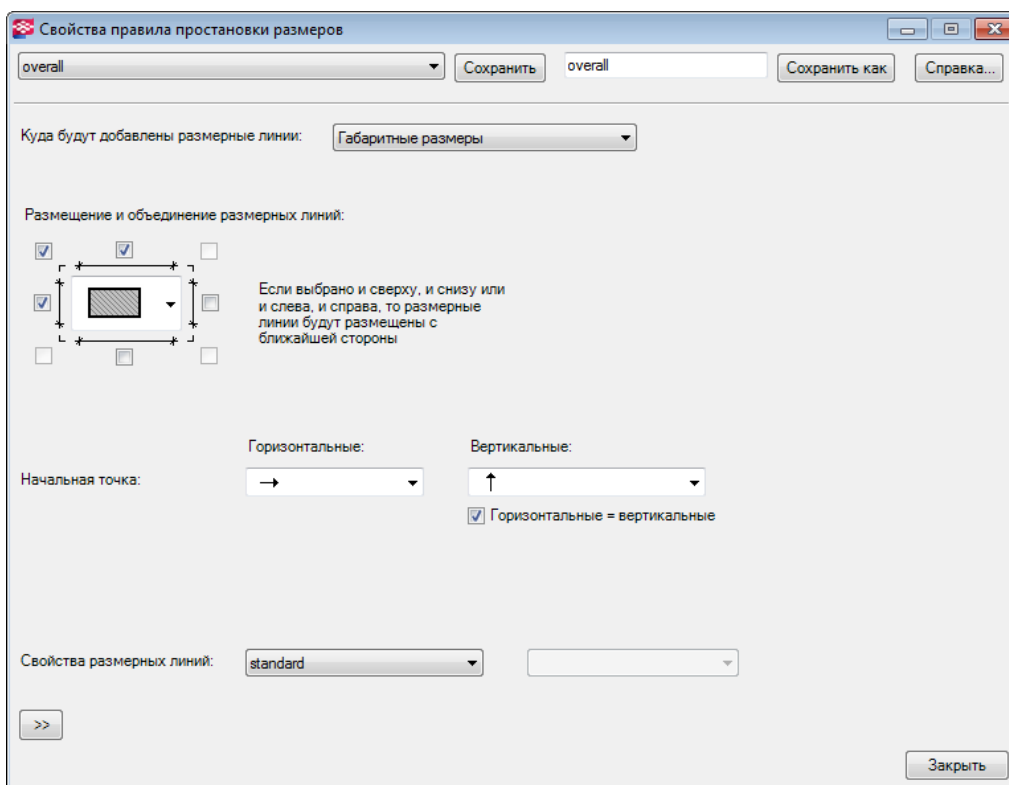 Свойства правила простановки размеров
overall Сохранить overall Сохранить как Справка...
Куда будут добавлены размерные линии: Габаритные размеры
Размещение и объединение размерных линий:
Если выбрано и сверху, и снизу или
и слева, и справа, то размерные
линии будут размещены с
ближайшей стороны
Горизонтальные: Вертикальные:
Начальная точка:
Горизонтальные = вертикальные
Свойства размерных линий: standard
>>
Закрыть